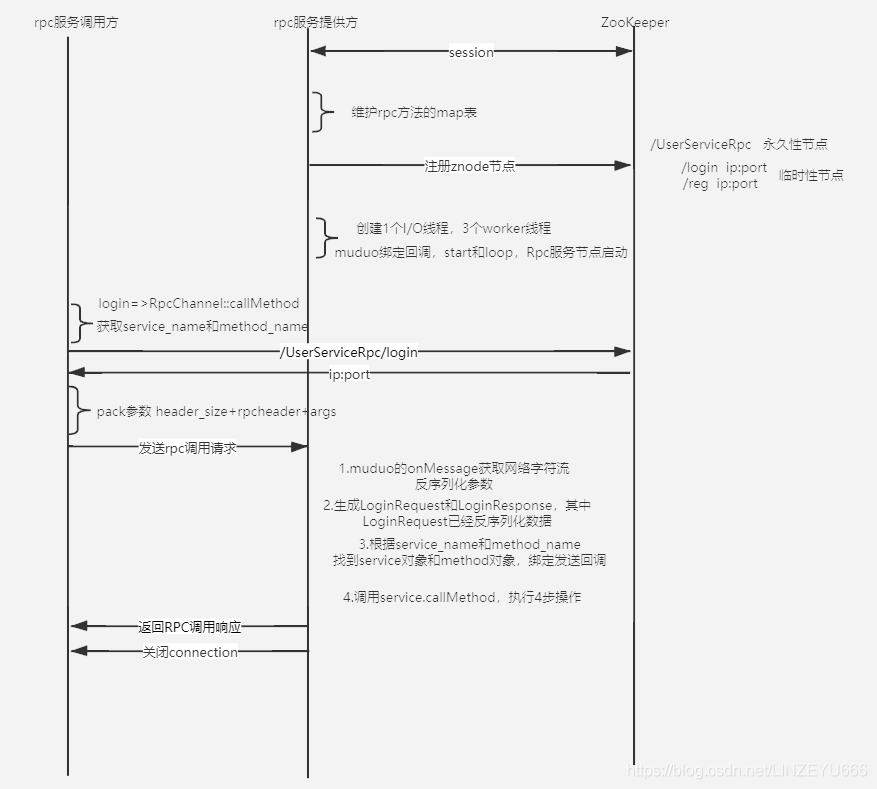 rpc服务调用方
rpc服务提供方
ZooKeeper
session
维护rpc方法的map表
/UserServiceRpc 永久性节点
注册znode节点
/login ip:port
/reg ip:port
临时性节点
创建1个I/O线程，3个worker线程
muduo绑定回调，start和loop，Rpc服务节点启动
login=>RpcChannel::callMethod
获取service_name和method_name
/UserServiceRpc/login
ip:port
pack参数 header_size+rpcheader+args
发送rpc调用请求
1.muduo的onMessage获取网络字符流
反序列化参数
2.生成LoginRequest和LoginResponse，其中
LoginRequest已经反序列化数据
3.根据service_name和method_name
找到service对象和method对象，绑定发送回调
4.调用service.callMethod，执行4步操作
返回RPC调用响应
关闭connection
https://blog.csdn.net/LINZEYU666